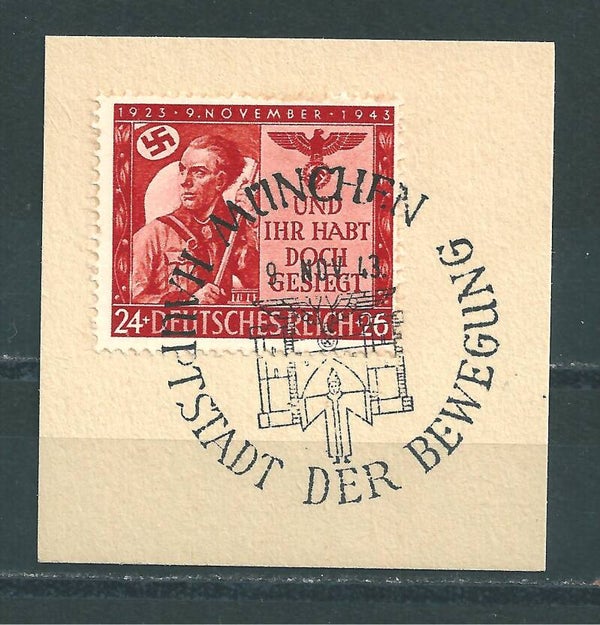 1923 · 9. NOVEMBER · 1943
UND
IHR HABT
DOCH
GESIEGT
24+DEUTSCHES REICH 26
MÜNCHEN
9. NOV. 43.
HAUPTSTADT DER BEWEGUNG